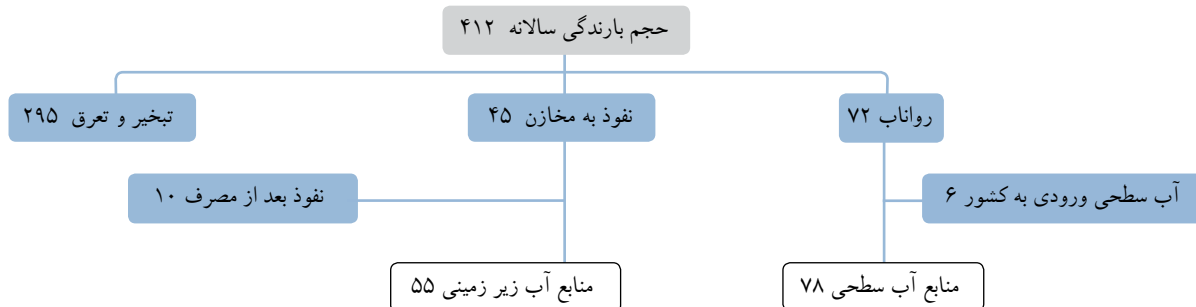 حجم بارندگی سالانه ۴۱۲
رواناب ۷۲
نفوذ به مخازن ۴۵
تبخیر و تعرق ۲۹۵
آب سطحی ورودی به کشور ۶
نفوذ بعد از مصرف ۱۰
منابع آب سطحی ۷۸
منابع آب زیر زمینی ۵۵